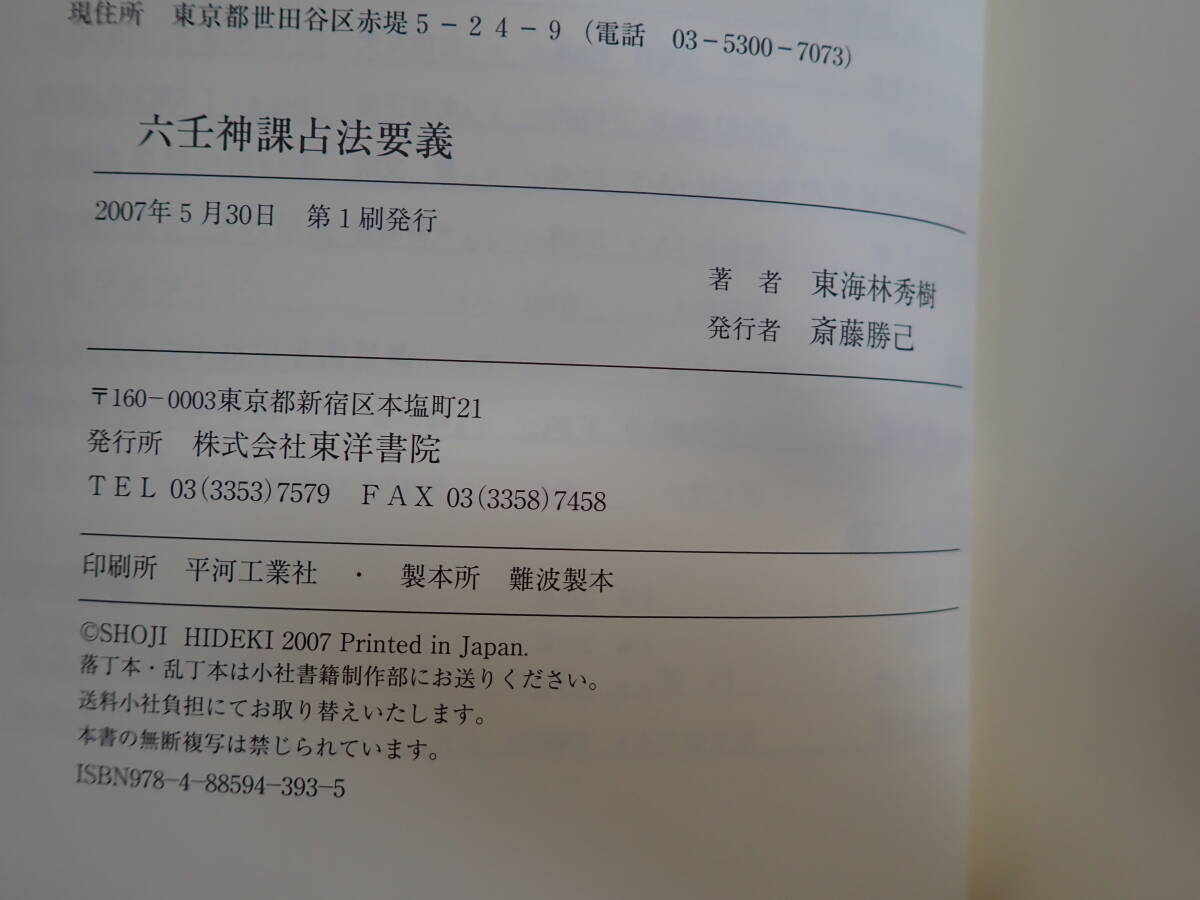 現住所　東京都世田谷区赤堤５－２４－９（電話　03－5300－7073）
六壬神課占法要義
2007年５月30日　第１刷発行
著　者　東海林秀樹
発行者　斎藤勝己
〒160－0003東京都新宿区本塩町21
発行所　株式会社東洋書院
ＴＥＬ 03（3353）7579　ＦＡＸ 03（3358）7458
印刷所　平河工業社　・　製本所　難波製本
©SHOJI HIDEKI 2007 Printed in Japan.
落丁本・乱丁本は小社書籍制作部にお送りください。
送料小社負担にてお取り替えいたします。
本書の無断複写は禁じられています。
ISBN978－4－88594－393－5